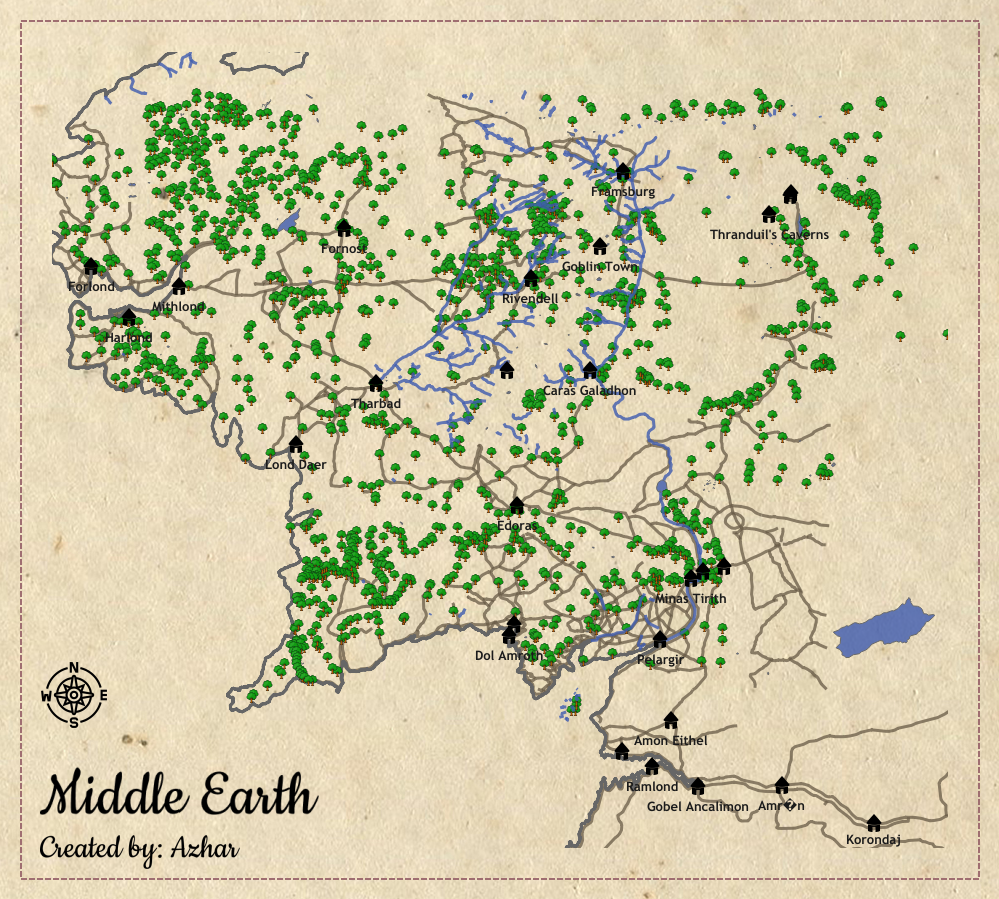 Framsburg
Thranduil's Caverns
Fornost
Goblin Town
Forlond
Rivendell
Mithlond
Harlond
Caras Galadhon
Tharbad
Lond Daer
Edoras
Minas Tirith
Dol Amroth
Pelargir
N
W E
S
Amon Eithel
Ramlond
Gobel Ancalimon
Amr�n
Korondaj
Middle Earth
Created by: Azhar